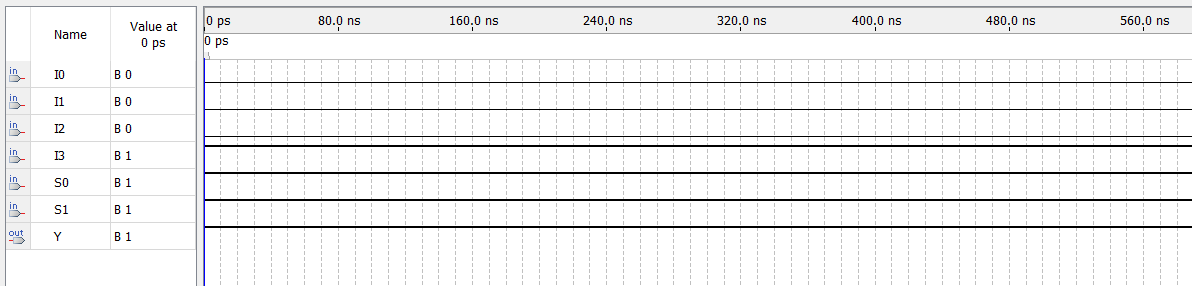 Name Value at 0 ps
0 ps 80.0 ns 160.0 ns 240.0 ns 320.0 ns 400.0 ns 480.0 ns 560.0 ns
0 ps
in I0 B 0
in I1 B 0
in I2 B 0
in I3 B 1
in S0 B 1
in S1 B 1
out Y B 1